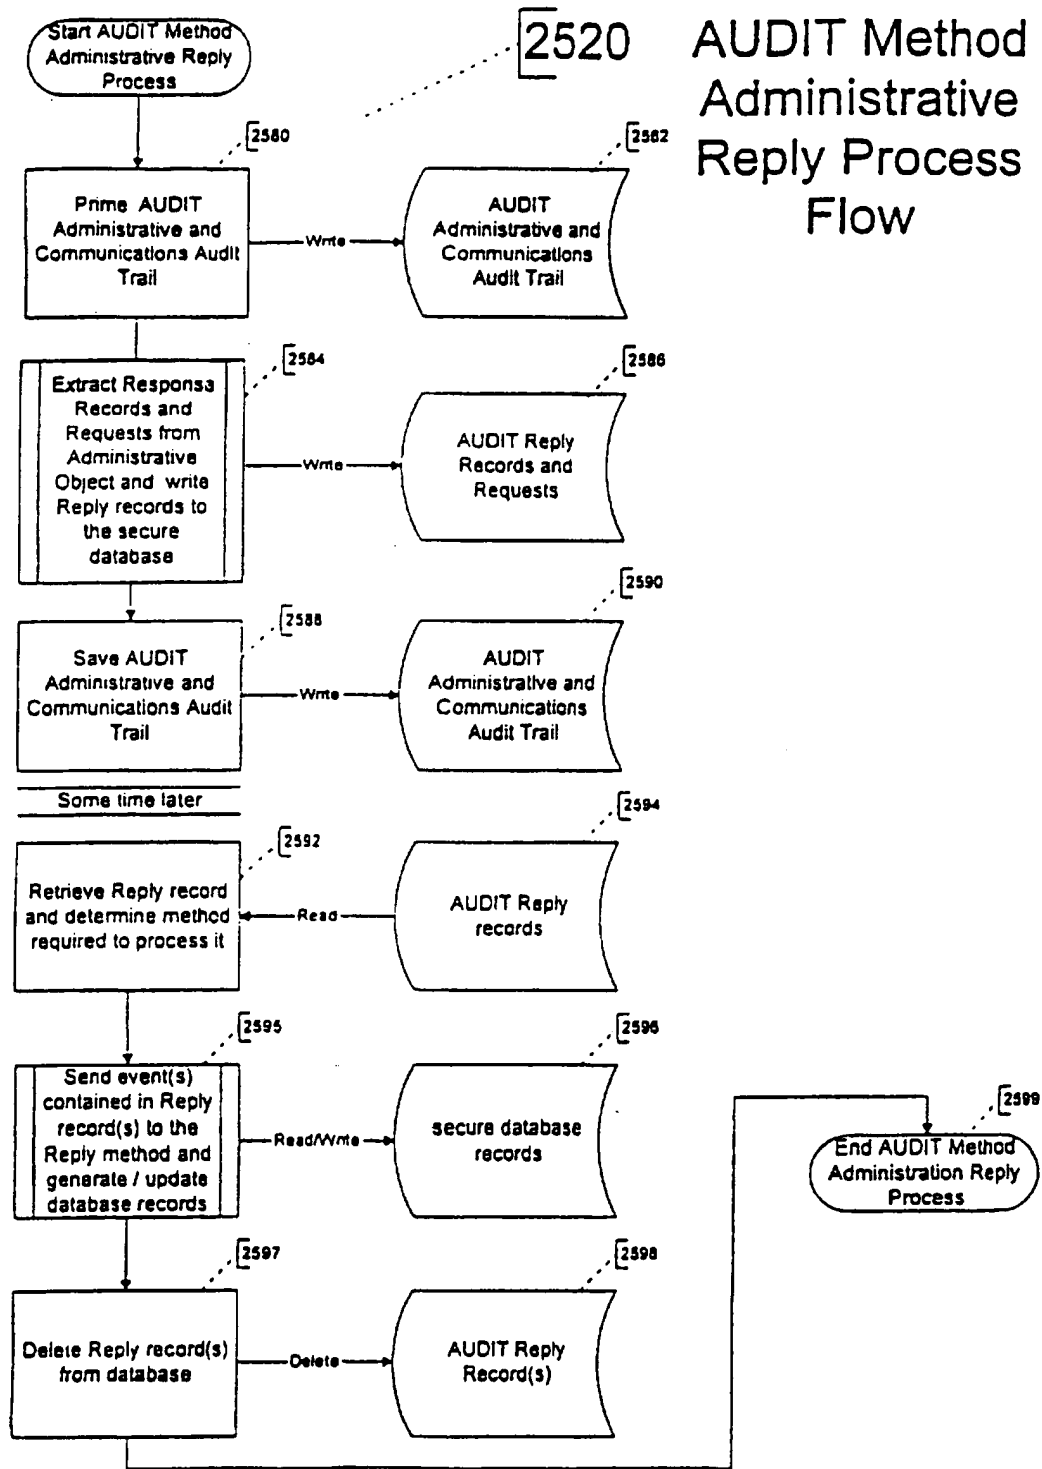 Start AUDIT Method
Administrative Reply
Process
2520
AUDIT Method
Administrative
Reply Process
Flow
2580
Prime AUDIT
Administrative and
Communications Audit
Trail
Write
2582
AUDIT
Administrative and
Communications
Audit Trail
2584
Extract Response
Records and
Requests from
Administrative
Object and write
Reply records to
the secure
database
Write
2586
AUDIT Reply
Records and
Requests
2588
Save AUDIT
Administrative and
Communications Audit
Trail
Write
2590
AUDIT
Administrative and
Communications
Audit Trail
Some time later
2592
Retrieve Reply record
and determine method
required to process it
Read
2594
AUDIT Reply
records
2595
Send event(s)
contained in Reply
record(s) to the
Reply method and
generate / update
database records
Read/Write
2596
secure database
records
2597
Delete Reply record(s)
from database
Delete
2598
AUDIT Reply
Record(s)
2599
End AUDIT Method
Administration Reply
Process